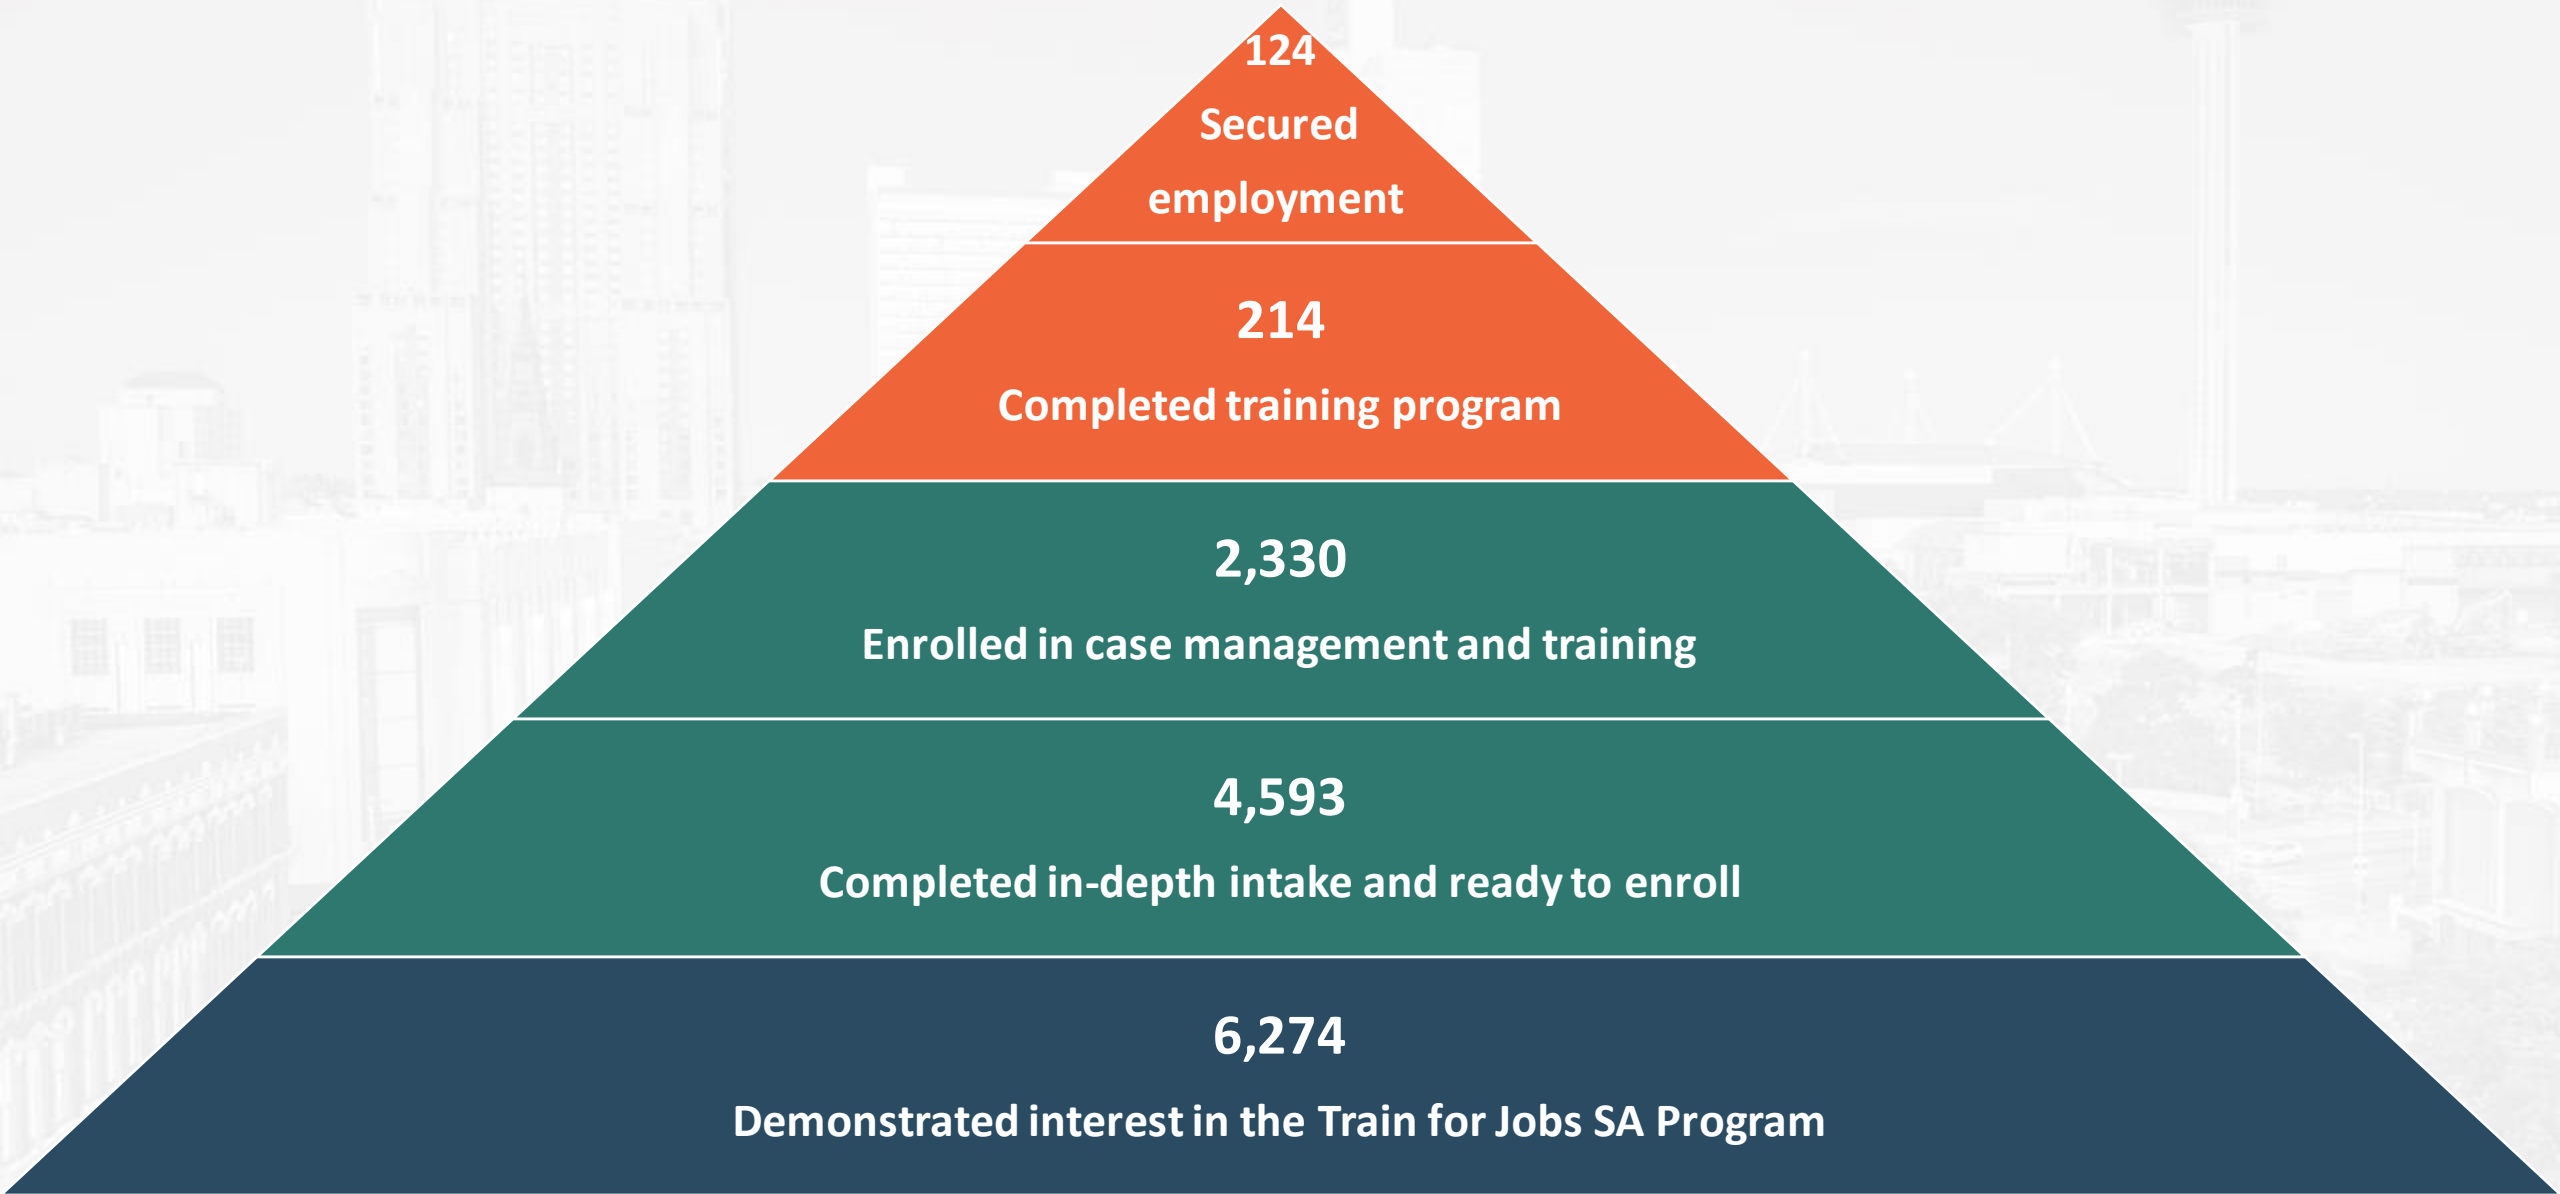 124
Secured
employment
214
Completed training program
2,330
Enrolled in case management and training
4,593
Completed in-depth intake and ready to enroll
6,274
Demonstrated interest in the Train for Jobs SA Program